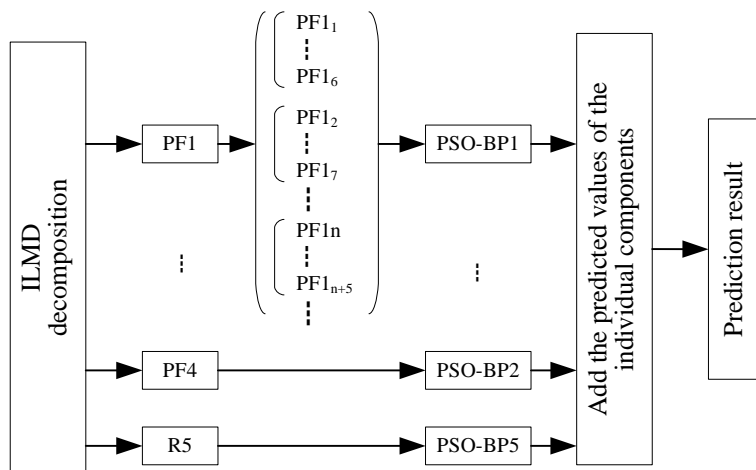 ILMD
decomposition
PF1
PF4
R5
PF1₁
PF1₆
PF1₂
PF1₇
PF1n
PF1ₙ₊₅
PSO-BP1
PSO-BP2
PSO-BP5
Add the predicted values of the
individual components
Prediction result